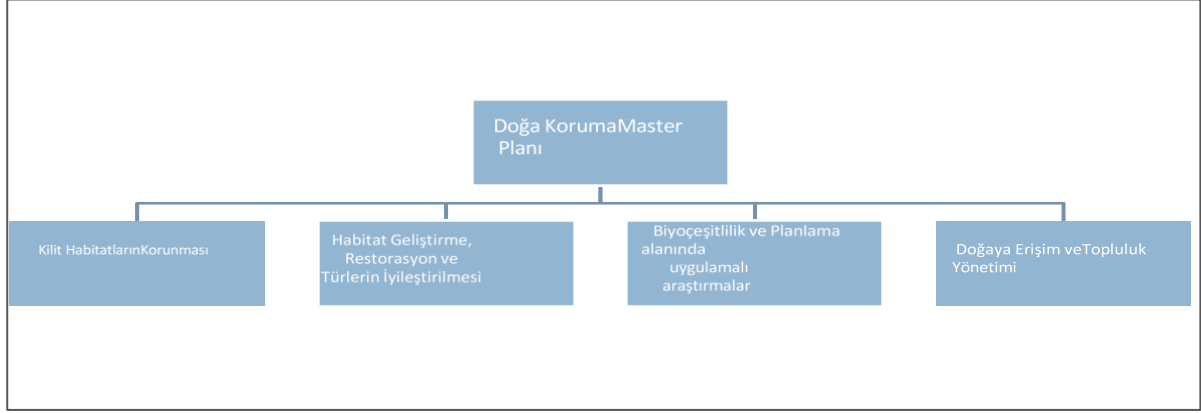 Doğa KorumaMaster
Planı
Kilit HabitatlarınKorunması
Habitat Geliştirme,
Restorasyon ve
Türlerin İyileştirilmesi
Biyoçeşitlilik ve Planlama
alanında
uygulamalı
araştırmalar
Doğaya Erişim veTopluluk
Yönetimi